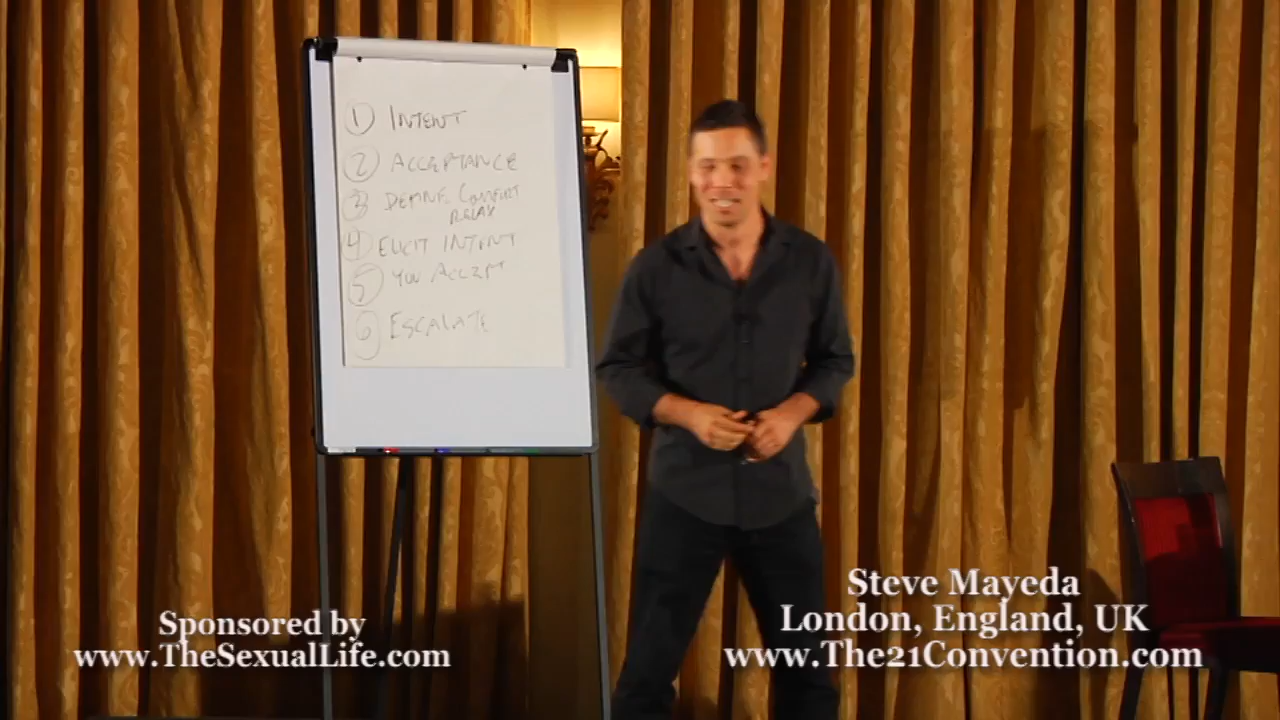 1 INTENT
2 ACCEPTANCE
3 DEFINE COMFORT
RELAX
4 ELICIT INTENT
5 YOU ACCEPT
6 ESCALATE
Sponsored by
www.TheSexualLife.com
Steve Mayeda
London, England, UK
www.The21Convention.com